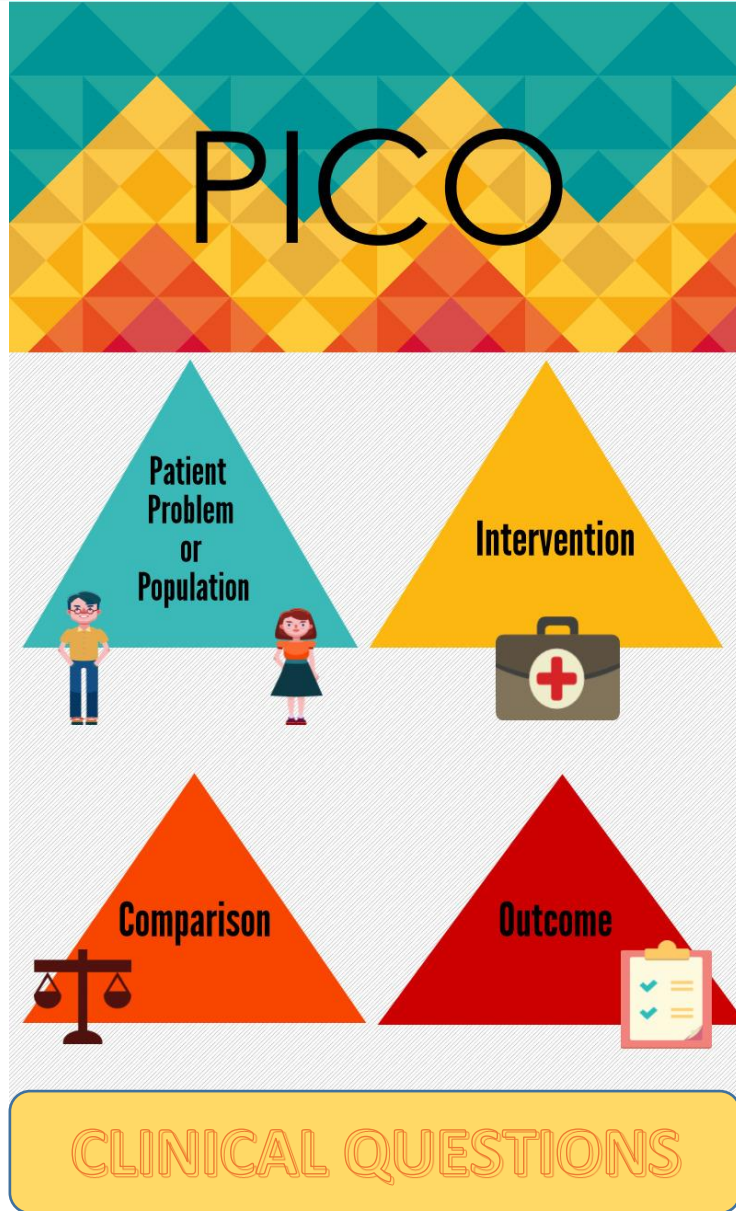 PICO
Patient
Problem
or
Population
Intervention
Comparison
Outcome
CLINICAL QUESTIONS